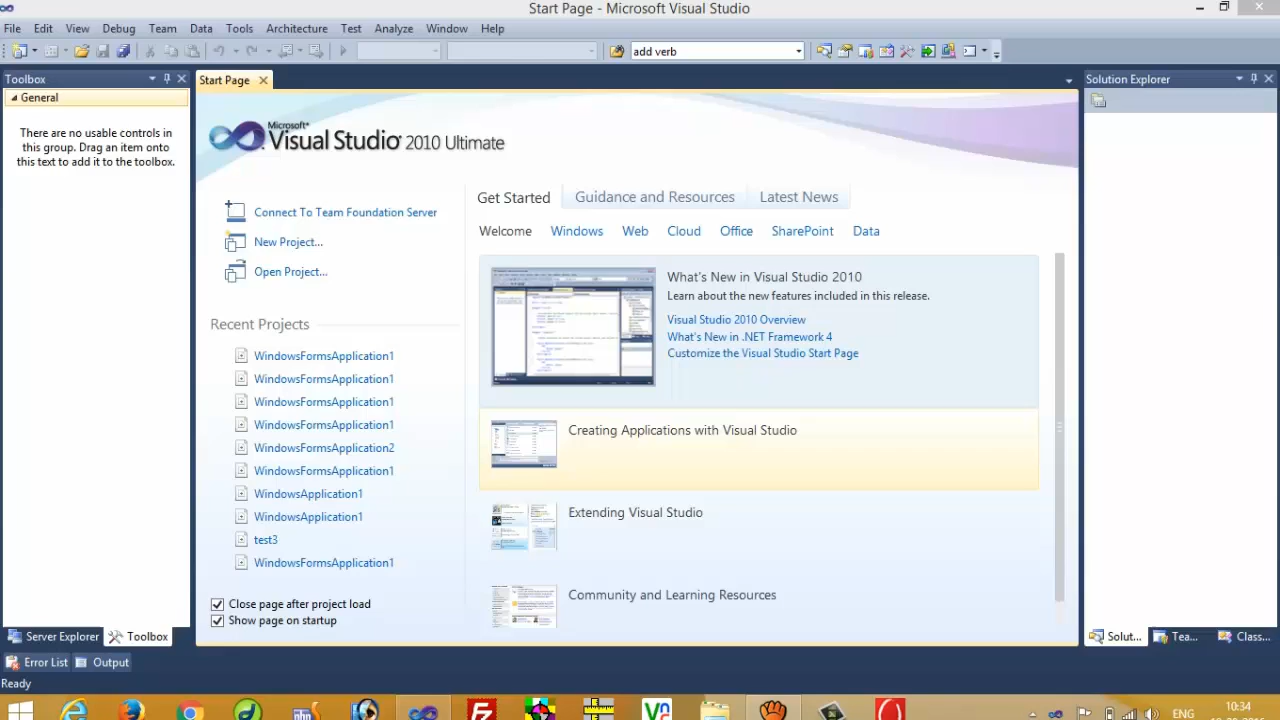 Start Page - Microsoft Visual Studio
File Edit View Debug Team Data Tools Architecture Test Analyze Window Help
add verb
Toolbox
General
There are no usable controls in
this group. Drag an item onto
this text to add it to the toolbox.
Server Explorer Toolbox
Start Page
Microsoft®
Visual Studio® 2010 Ultimate
Connect To Team Foundation Server
New Project...
Open Project...
Recent Projects
WindowsFormsApplication1
WindowsFormsApplication1
WindowsFormsApplication1
WindowsFormsApplication1
WindowsFormsApplication2
WindowsFormsApplication1
WindowsApplication1
WindowsApplication1
test3
WindowsFormsApplication1
page after project load
Show page on startup
Get Started Guidance and Resources Latest News
Welcome Windows Web Cloud Office SharePoint Data
What's New in Visual Studio 2010
Learn about the new features included in this release.
Visual Studio 2010 Overview
What's New in .NET Framework 4
Customize the Visual Studio Start Page
Creating Applications with Visual Studio
Extending Visual Studio
Community and Learning Resources
Solution Explorer
Solut... Tea... Class...
Error List Output
Ready
ENG
10:34